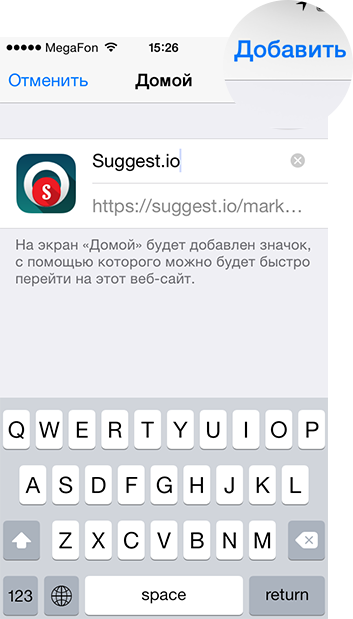 MegaFon 15:26
Отменить Домой Добавить
S
Suggest.io
https://suggest.io/mark...
На экран «Домой» будет добавлен значок,
с помощью которого можно будет быстро
перейти на этот веб-сайт.
Q W E R T Y U I O P
A S D F G H J K L
Z X C V B N M
123 space return